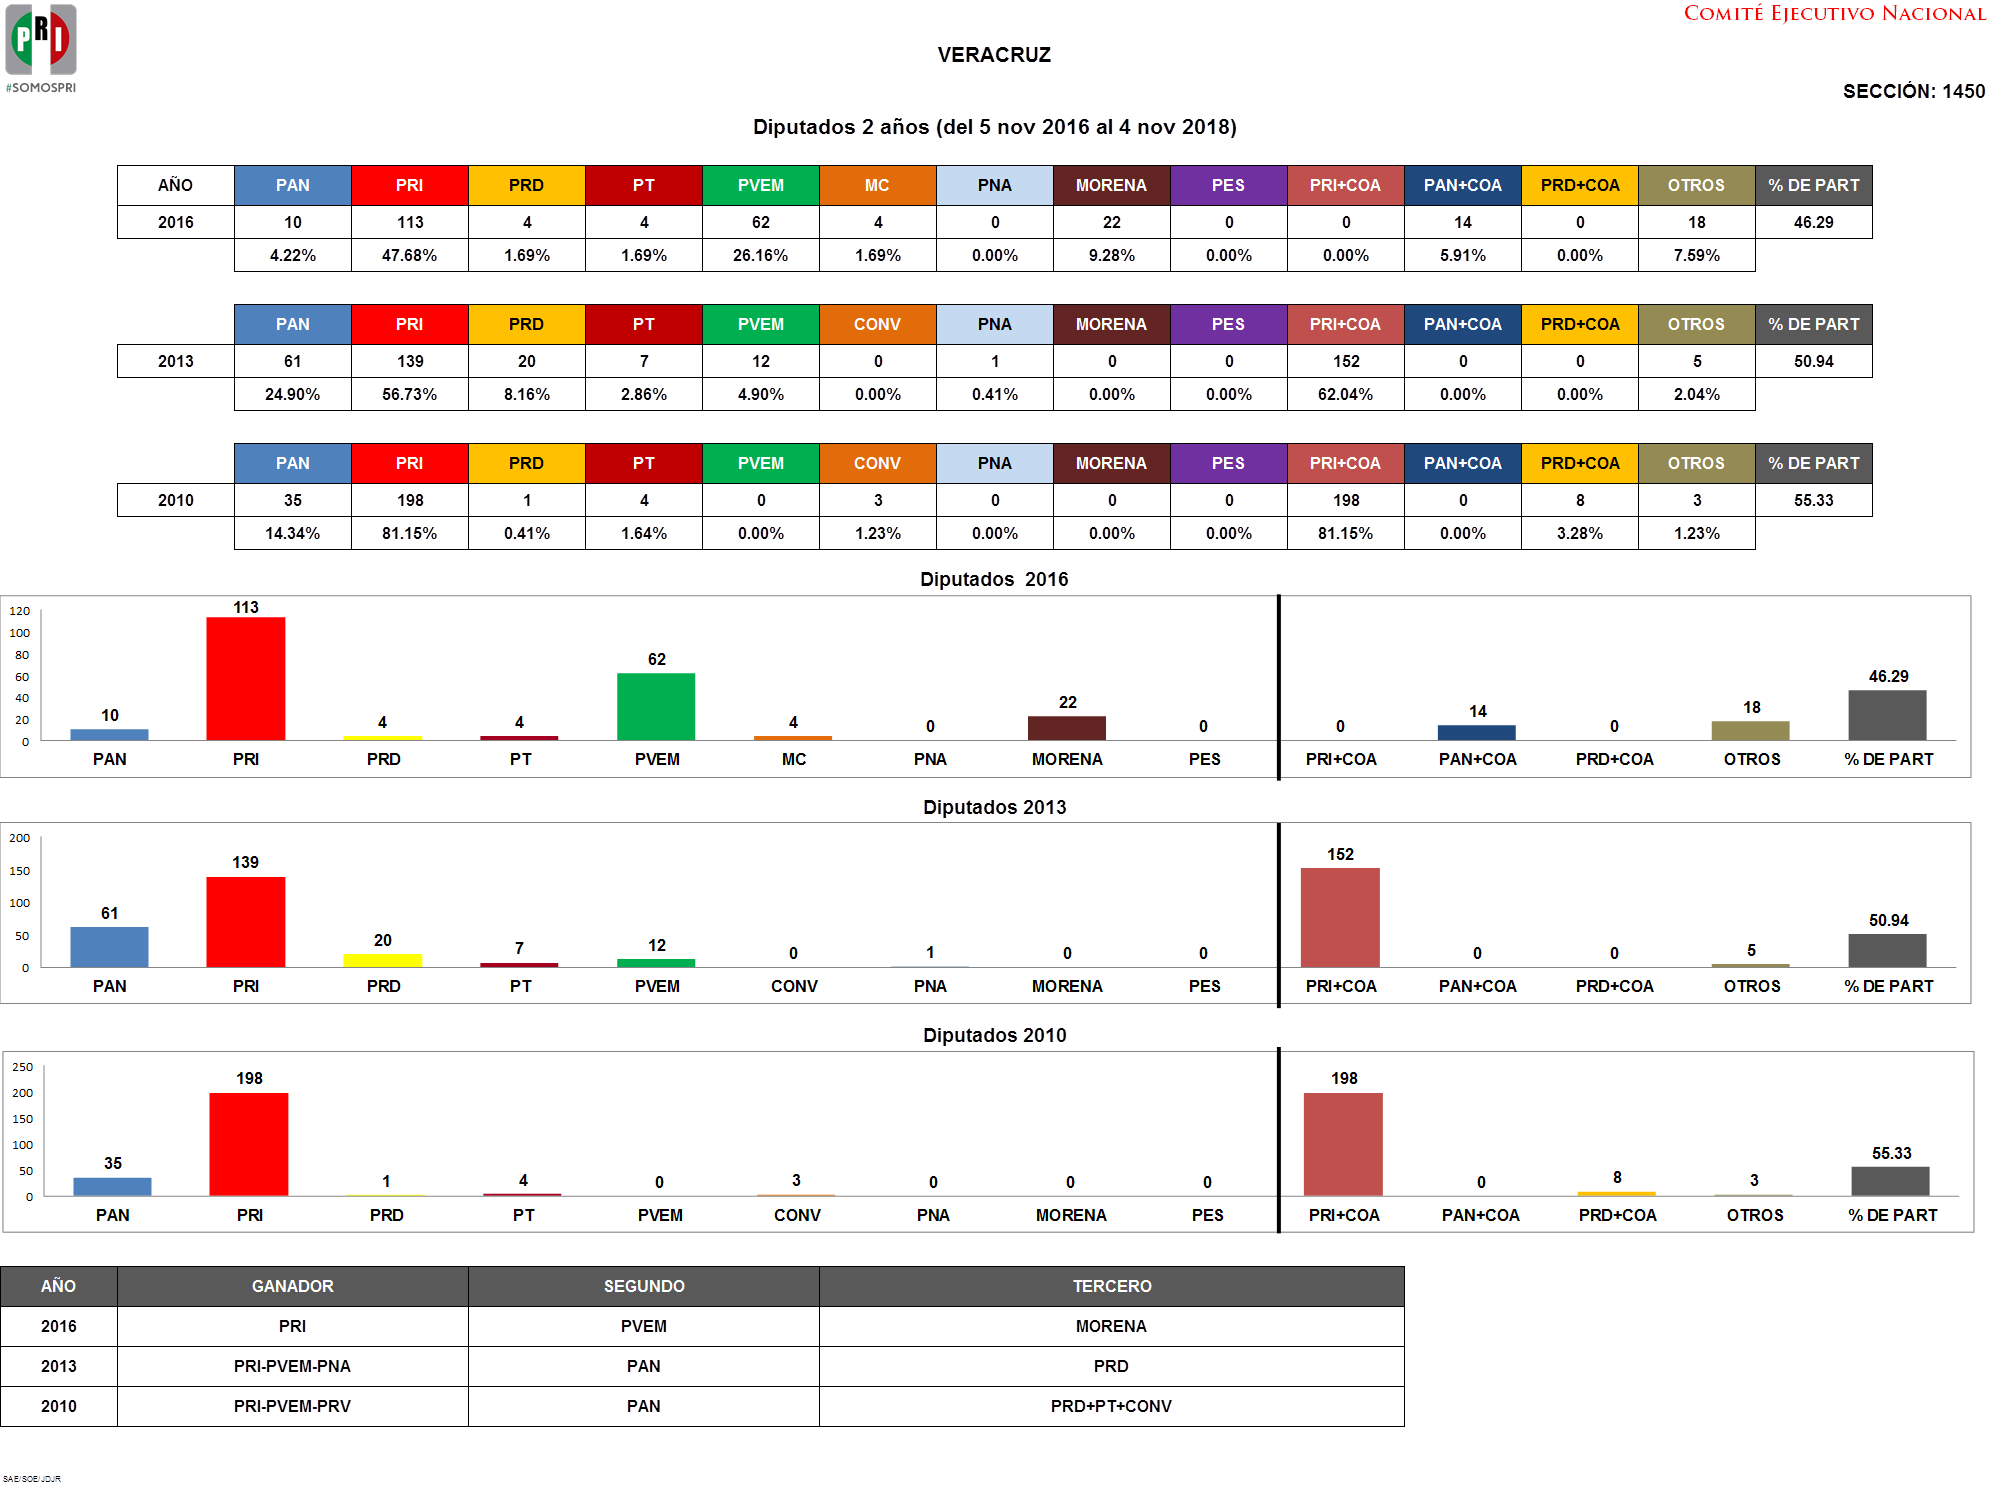 PRI
#SOMOSPRI
COMITÉ EJECUTIVO NACIONAL
VERACRUZ
SECCIÓN: 1450
Diputados 2 años (del 5 nov 2016 al 4 nov 2018)
AÑO PAN PRI PRD PT PVEM MC PNA MORENA PES PRI+COA PAN+COA PRD+COA OTROS % DE PART
2016 10 113 4 4 62 4 0 22 0 0 14 0 18 46.29
4.22% 47.68% 1.69% 1.69% 26.16% 1.69% 0.00% 9.28% 0.00% 0.00% 5.91% 0.00% 7.59%
PAN PRI PRD PT PVEM CONV PNA MORENA PES PRI+COA PAN+COA PRD+COA OTROS % DE PART
2013 61 139 20 7 12 0 1 0 0 152 0 0 5 50.94
24.90% 56.73% 8.16% 2.86% 4.90% 0.00% 0.41% 0.00% 0.00% 62.04% 0.00% 0.00% 2.04%
PAN PRI PRD PT PVEM CONV PNA MORENA PES PRI+COA PAN+COA PRD+COA OTROS % DE PART
2010 35 198 1 4 0 3 0 0 0 198 0 8 3 55.33
14.34% 81.15% 0.41% 1.64% 0.00% 1.23% 0.00% 0.00% 0.00% 81.15% 0.00% 3.28% 1.23%
Diputados 2016
120
100
80
60
40
20
0
10 113 4 4 62 4 0 22 0 0 14 0 18 46.29
PAN PRI PRD PT PVEM MC PNA MORENA PES PRI+COA PAN+COA PRD+COA OTROS % DE PART
Diputados 2013
200
150
100
50
0
61 139 20 7 12 0 1 0 0 152 0 0 5 50.94
PAN PRI PRD PT PVEM CONV PNA MORENA PES PRI+COA PAN+COA PRD+COA OTROS % DE PART
Diputados 2010
250
200
150
100
50
0
35 198 1 4 0 3 0 0 0 198 0 8 3 55.33
PAN PRI PRD PT PVEM CONV PNA MORENA PES PRI+COA PAN+COA PRD+COA OTROS % DE PART
AÑO GANADOR SEGUNDO TERCERO
2016 PRI PVEM MORENA
2013 PRI-PVEM-PNA PAN PRD
2010 PRI-PVEM-PRV PAN PRD+PT+CONV
SAE/SOE/JDJR